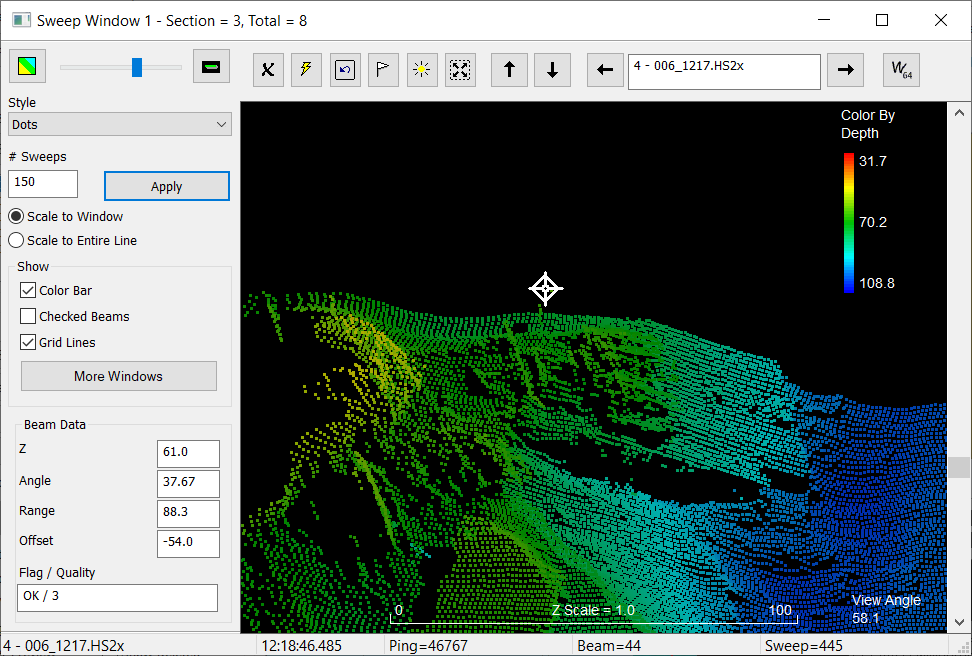 Sweep Window 1 - Section = 3, Total = 8
4 - 006_1217.HS2x
W64
Style
Dots
# Sweeps
150
Apply
Scale to Window
Scale to Entire Line
Show
Color Bar
Checked Beams
Grid Lines
More Windows
Beam Data
Z
61.0
Angle
37.67
Range
88.3
Offset
-54.0
Flag / Quality
OK / 3
Color By
Depth
31.7
70.2
108.8
0
Z Scale = 1.0
100
View Angle
58.1
4 - 006_1217.HS2x
12:18:46.485
Ping=46767
Beam=44
Sweep=445